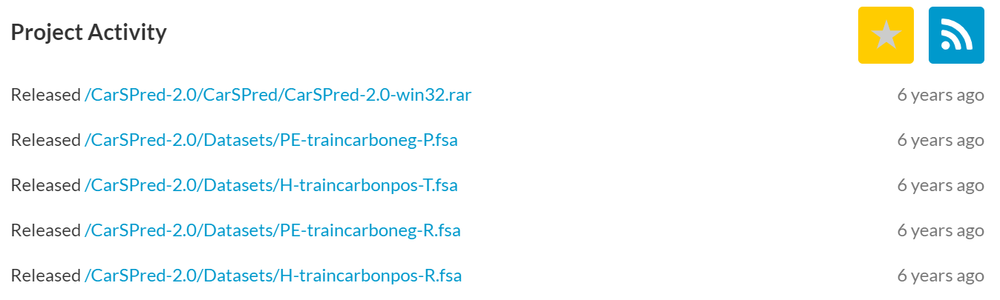 Project Activity
Released /CarSPred-2.0/CarSPred/CarSPred-2.0-win32.rar 6 years ago
Released /CarSPred-2.0/Datasets/PE-traincarboneg-P.fsa 6 years ago
Released /CarSPred-2.0/Datasets/H-traincarbonpos-T.fsa 6 years ago
Released /CarSPred-2.0/Datasets/PE-traincarboneg-R.fsa 6 years ago
Released /CarSPred-2.0/Datasets/H-traincarbonpos-R.fsa 6 years ago